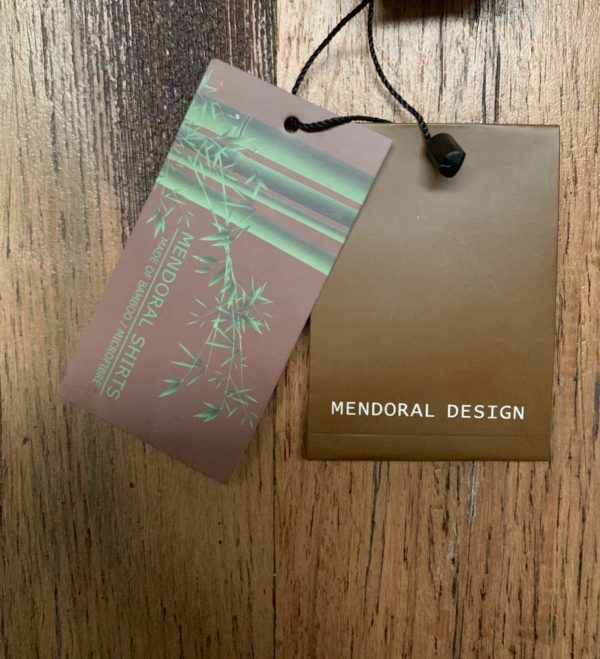 MENDORAL SHIRTS
MADE OF BAMBOO / MICROFIBRE
MENDORAL DESIGN